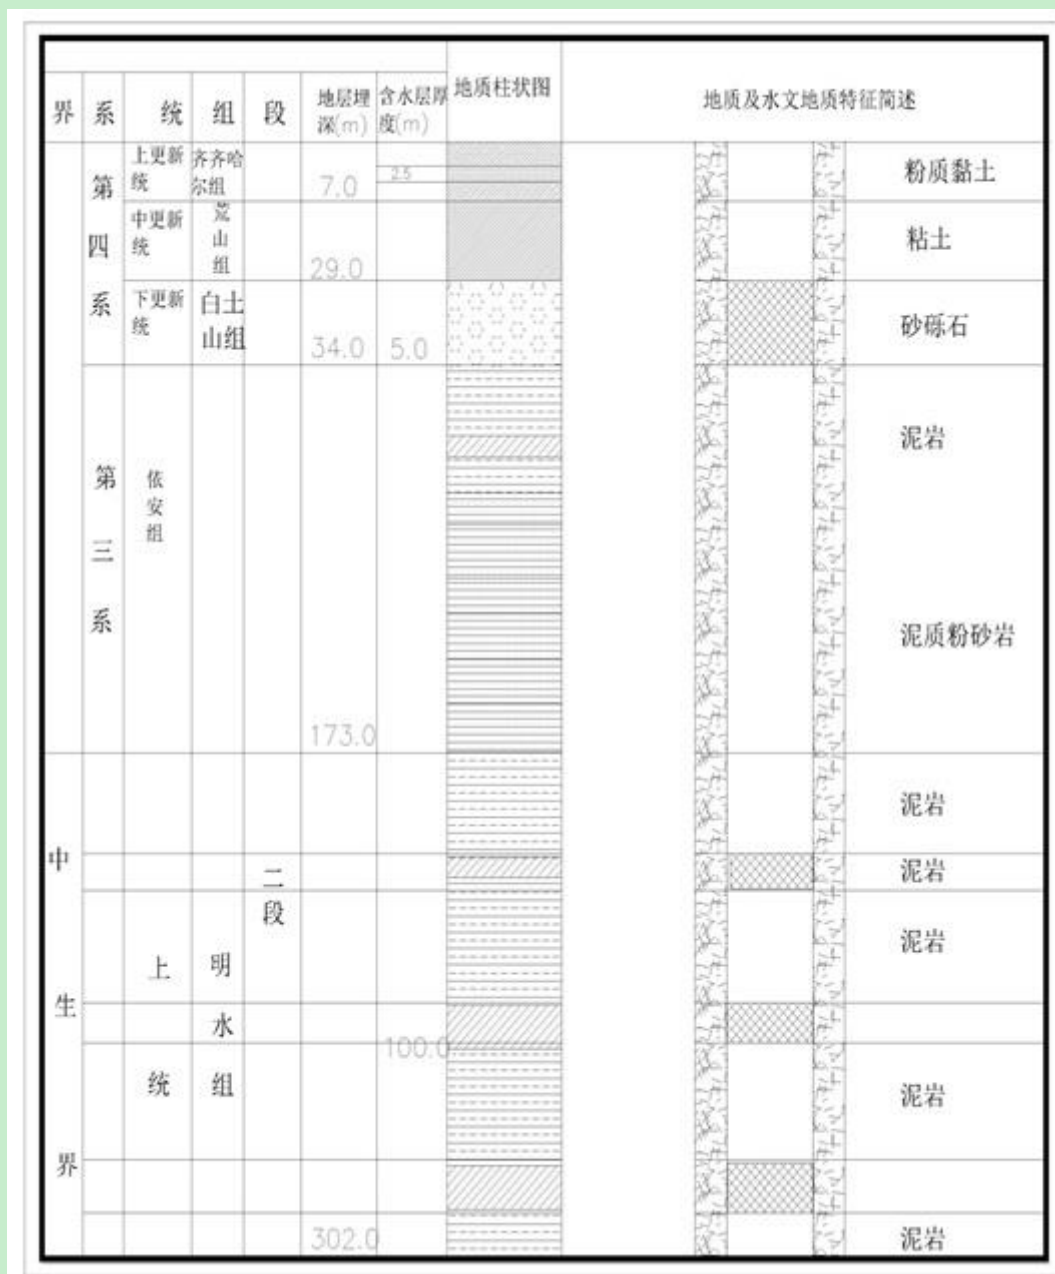 界 系 统 组 段 地层埋深(m) 含水层厚度(m) 地质柱状图 地质及水文地质特征简述
第四系
上更新统 齐齐哈尔组 7.0 2.5 粉质黏土
中更新统 荒山组 29.0 粘土
下更新统 白土山组 34.0 5.0 砂砾石
第三系 依安组 泥岩
泥质粉砂岩
173.0
中生界 上统 明水组 二段
泥岩
泥岩
泥岩
100.0
泥岩
302.0 泥岩